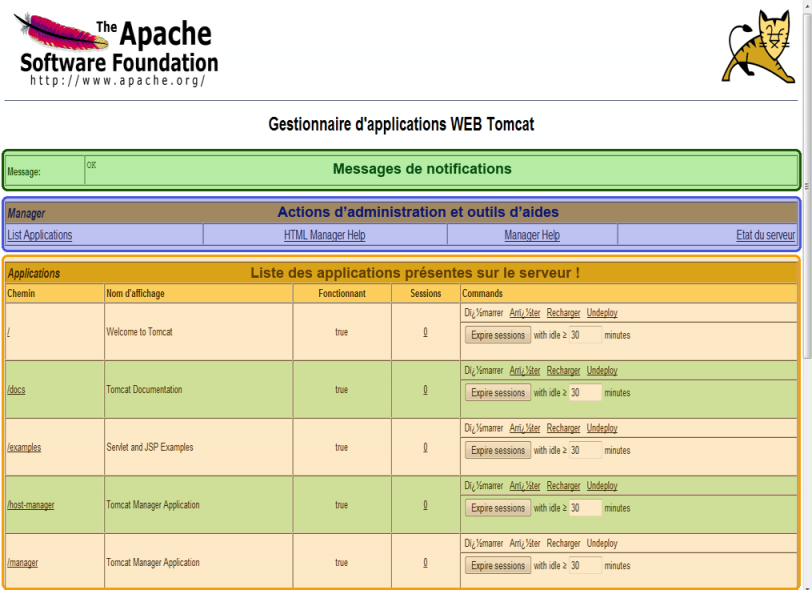 The Apache
Software Foundation
http://www.apache.org/
Gestionnaire d'applications WEB Tomcat
Message: OK Messages de notifications
Manager Actions d'administration et outils d'aides
List Applications HTML Manager Help Manager Help Etat du serveur
Applications Liste des applications présentes sur le serveur !
Chemin Nom d'affichage Fonctionnant Sessions Commands
Dï¿½marrer Arrï¿½ter Recharger Undeploy
/ Welcome to Tomcat true 0
Expire sessions with idle ≥ 30 minutes
Dï¿½marrer Arrï¿½ter Recharger Undeploy
/docs Tomcat Documentation true 0
Expire sessions with idle ≥ 30 minutes
Dï¿½marrer Arrï¿½ter Recharger Undeploy
/examples Servlet and JSP Examples true 0
Expire sessions with idle ≥ 30 minutes
Dï¿½marrer Arrï¿½ter Recharger Undeploy
/host-manager Tomcat Manager Application true 0
Expire sessions with idle ≥ 30 minutes
Dï¿½marrer Arrï¿½ter Recharger Undeploy
/manager Tomcat Manager Application true 0
Expire sessions with idle ≥ 30 minutes